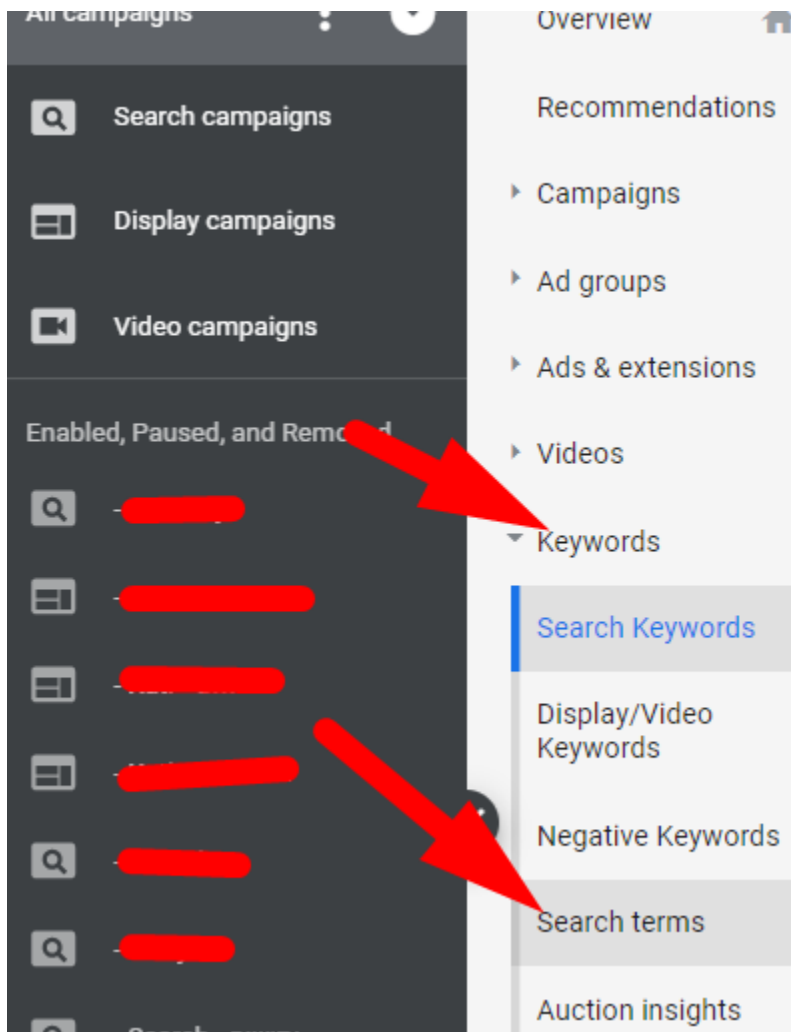 All campaigns
Search campaigns
Display campaigns
Video campaigns
Enabled, Paused, and
Overview
Recommendations
Campaigns
Ad groups
Ads & extensions
Videos
Keywords
Search Keywords
Display/Video
Keywords
Negative Keywords
Search terms
Auction insights